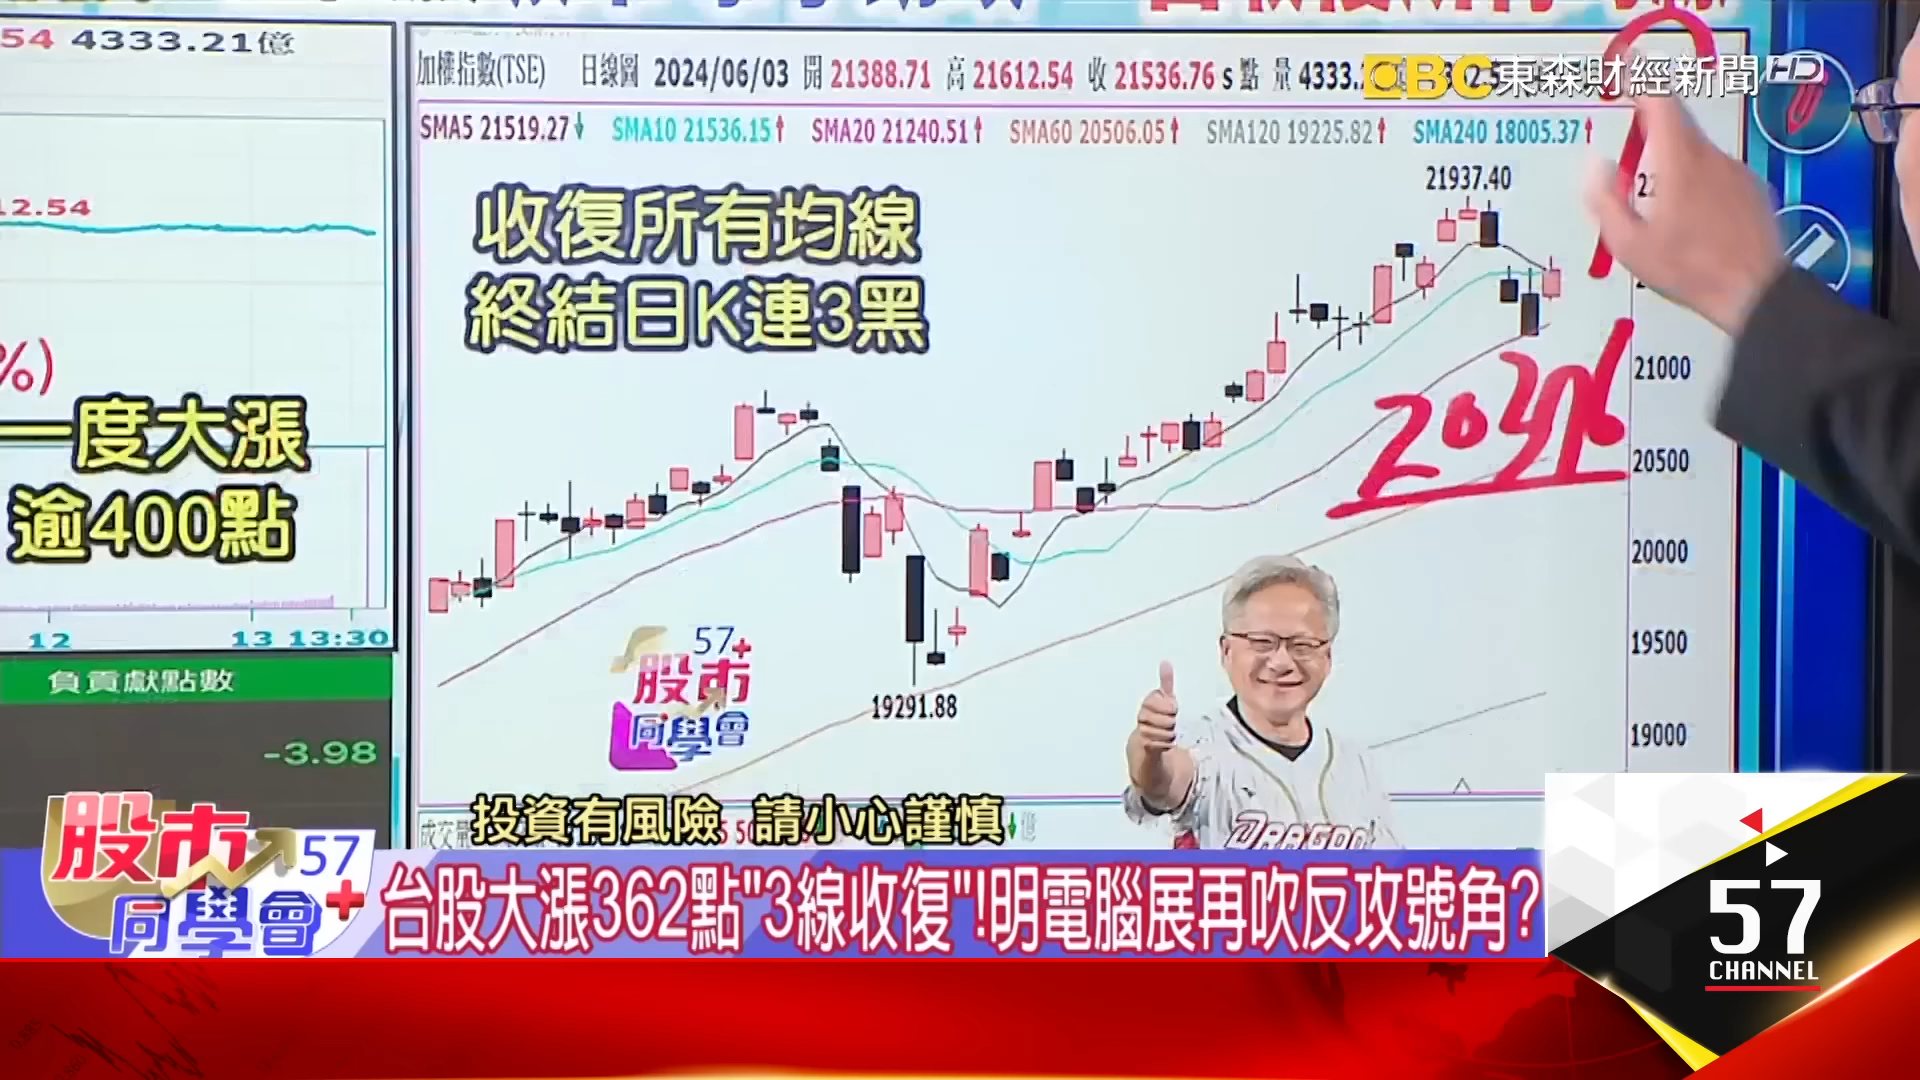 54 4333.21億
加權指數(TSE) 日線圖 2024/06/03 開 21388.71 高 21612.54 收 21536.76 s 點 量 4333.
EBC 東森財經新聞 HD
SMA5 21519.27↓ SMA10 21536.15↑ SMA20 21240.51↑ SMA60 20506.05↑ SMA120 19225.82↑ SMA240 18005.37↑
21937.40
12.54
收復所有均線
終結日K連3黑
%)
一度大漲
逾400點
21000
20500
20000
19500
19000
19291.88
57+
股市
同學會
12 13 13:30
負貢獻點數
-3.98
DRAGO
成交量
投資有風險 請小心謹慎
股市 57+
同學會
台股大漲362點"3線收復"!明電腦展再吹反攻號角?
57
CHANNEL